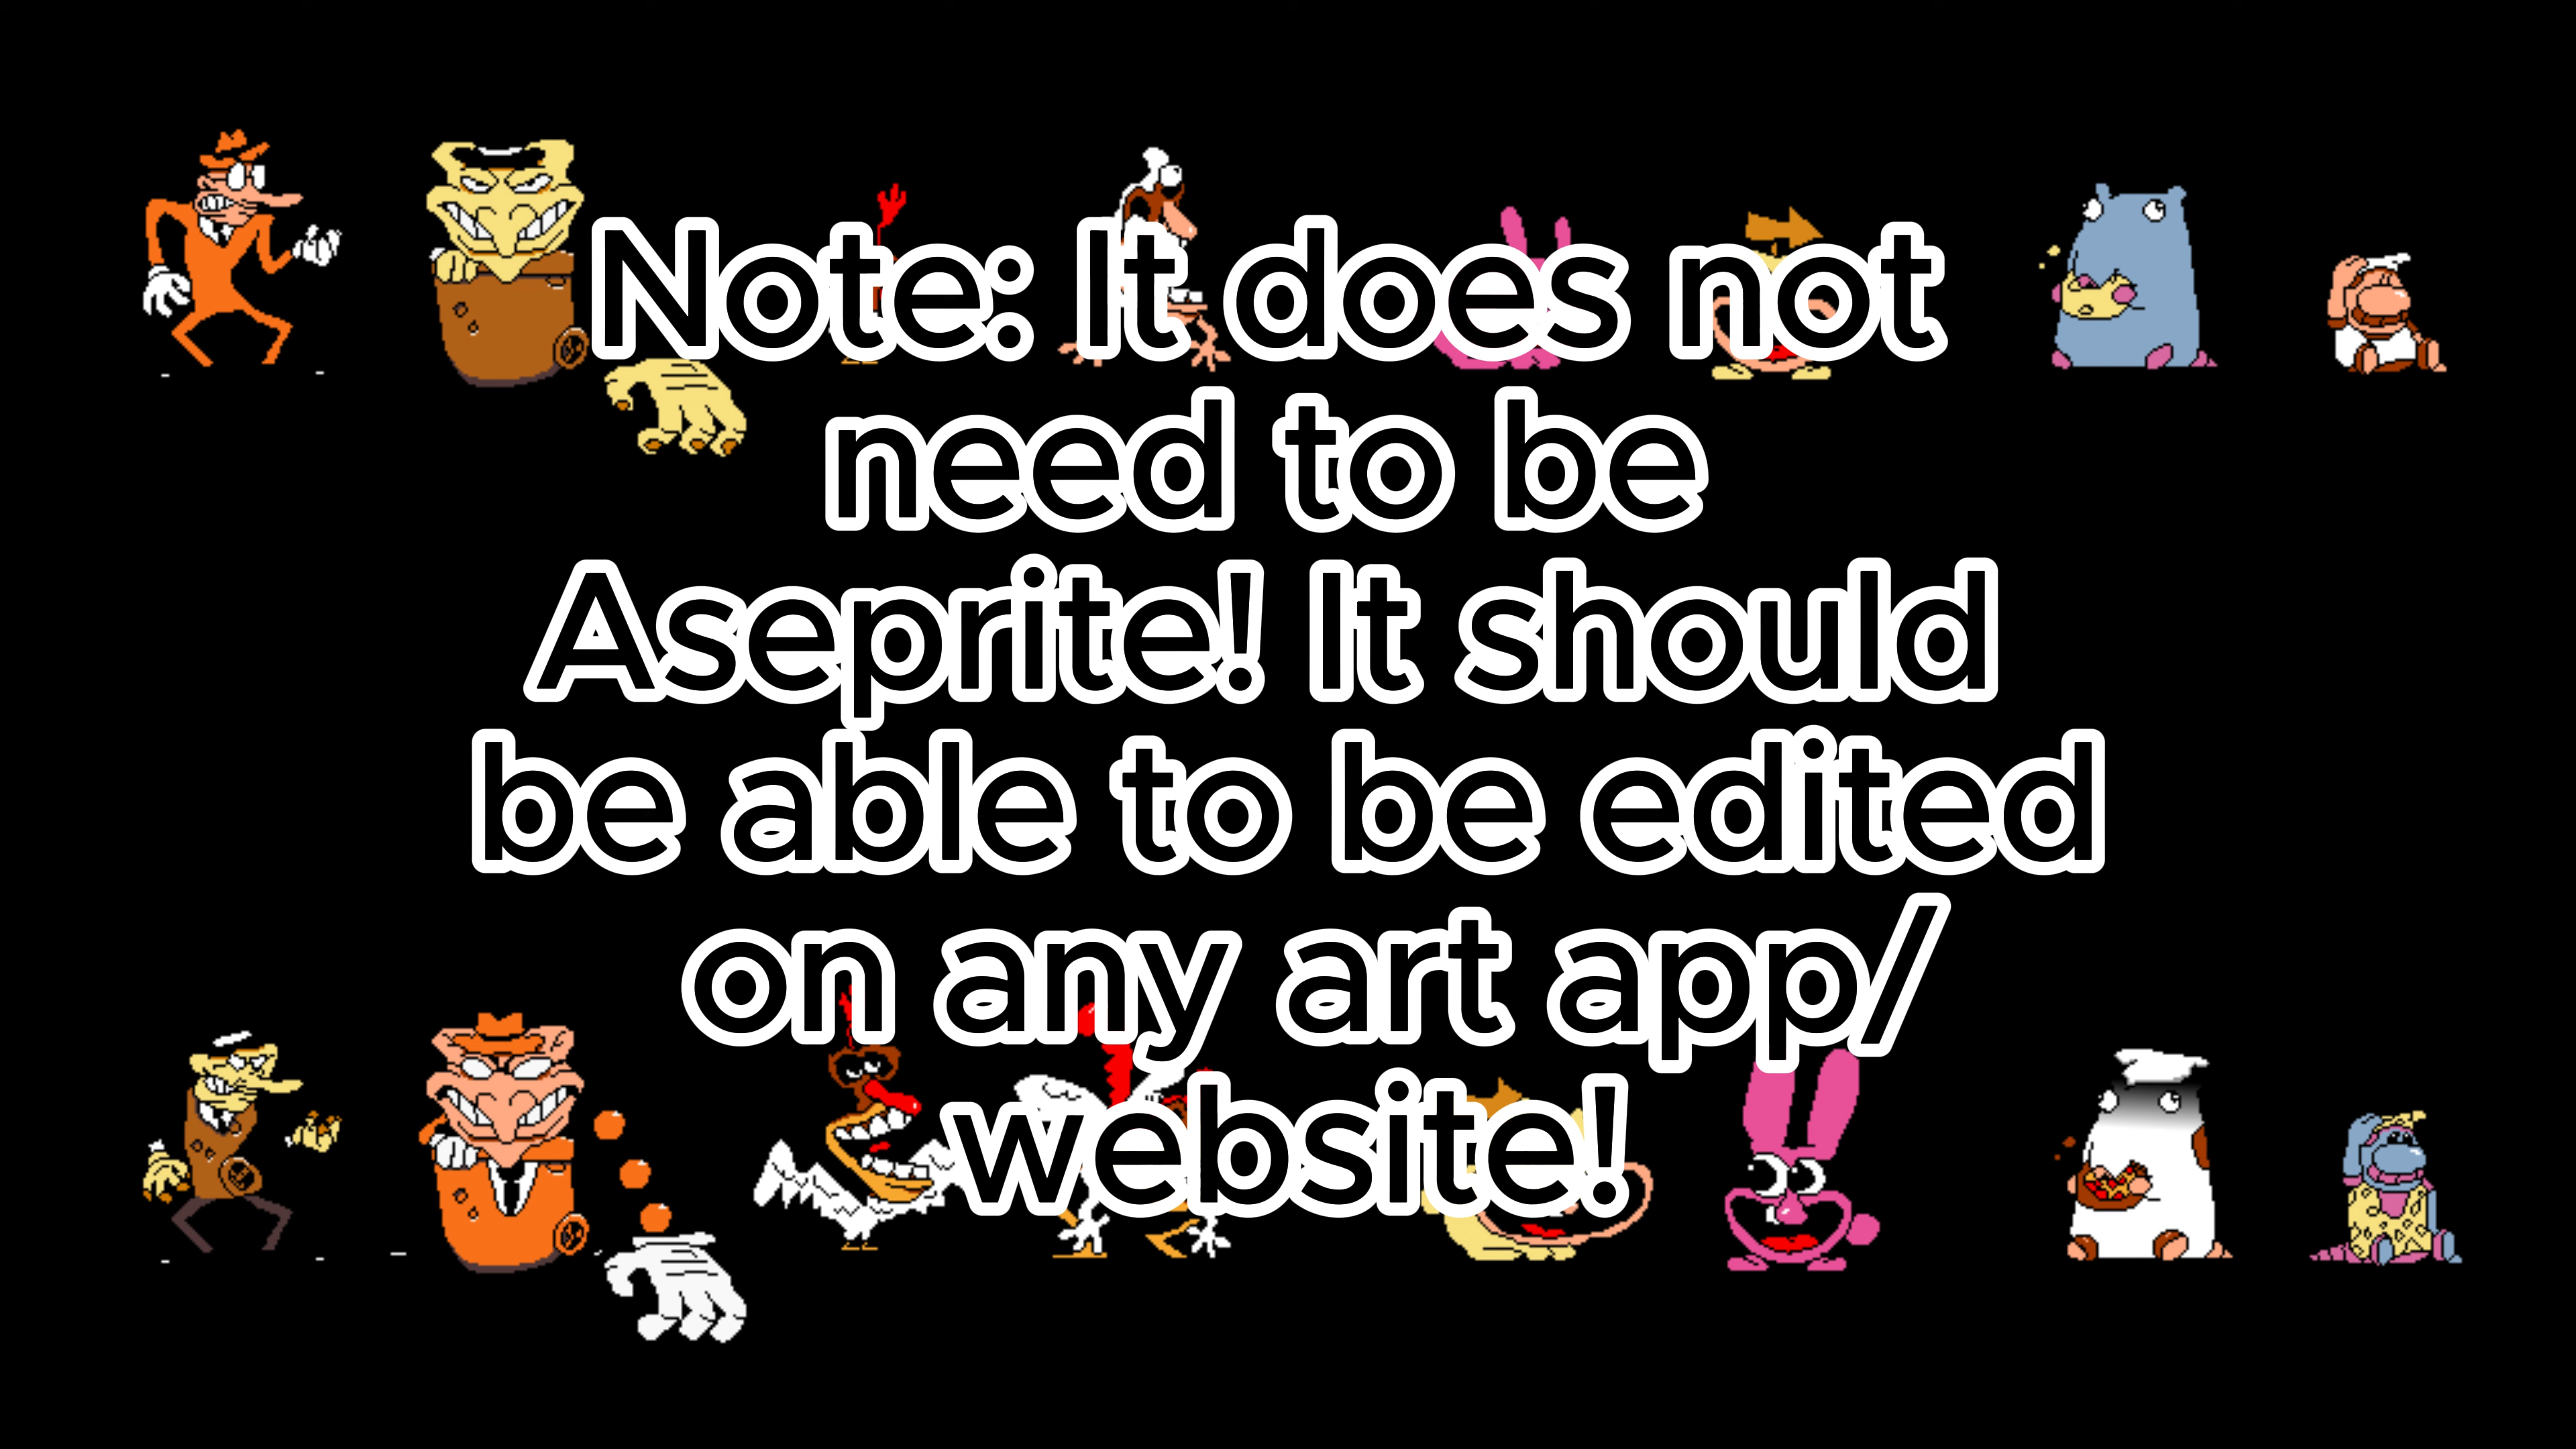 Note: It does not
need to be
Aseprite! It should
be able to be edited
on any art app/
website!